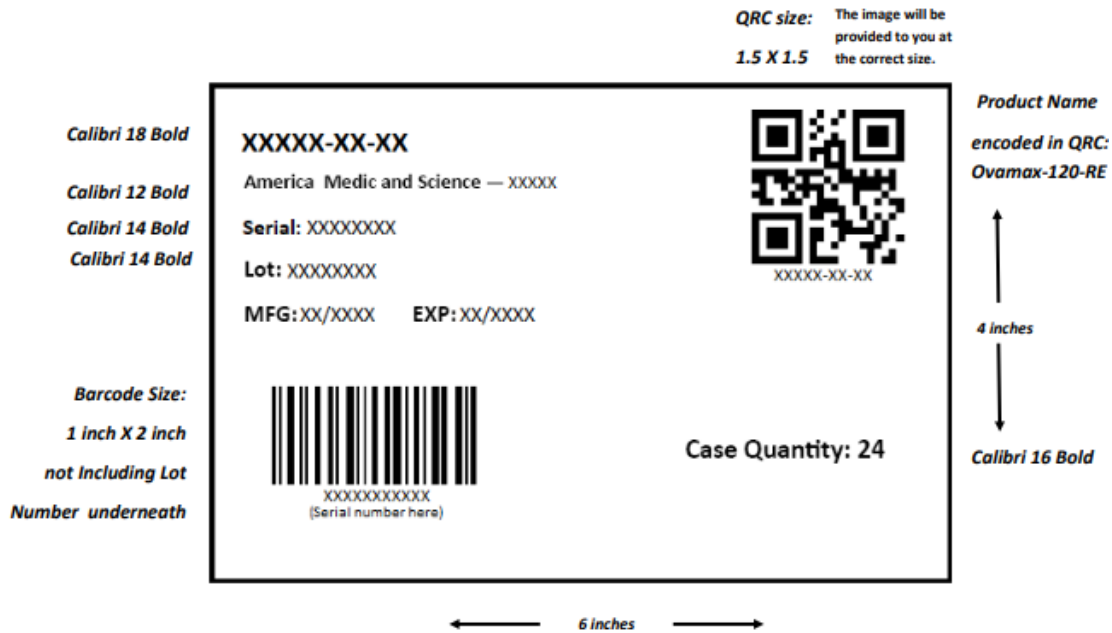 QRC size:
1.5 X 1.5
The image will be
provided to you at
the correct size.
Calibri 18 Bold
Calibri 12 Bold
Calibri 14 Bold
Calibri 14 Bold
Barcode Size:
1 inch X 2 inch
not Including Lot
Number underneath
XXXXX-XX-XX
America Medic and Science — XXXXX
Serial: XXXXXXXX
Lot: XXXXXXXX
MFG: XX/XXXX EXP: XX/XXXX
XXXXXXXXXXX
(Serial number here)
XXXXX-XX-XX
Case Quantity: 24
Product Name
encoded in QRC:
Ovamax-120-RE
4 inches
Calibri 16 Bold
6 inches